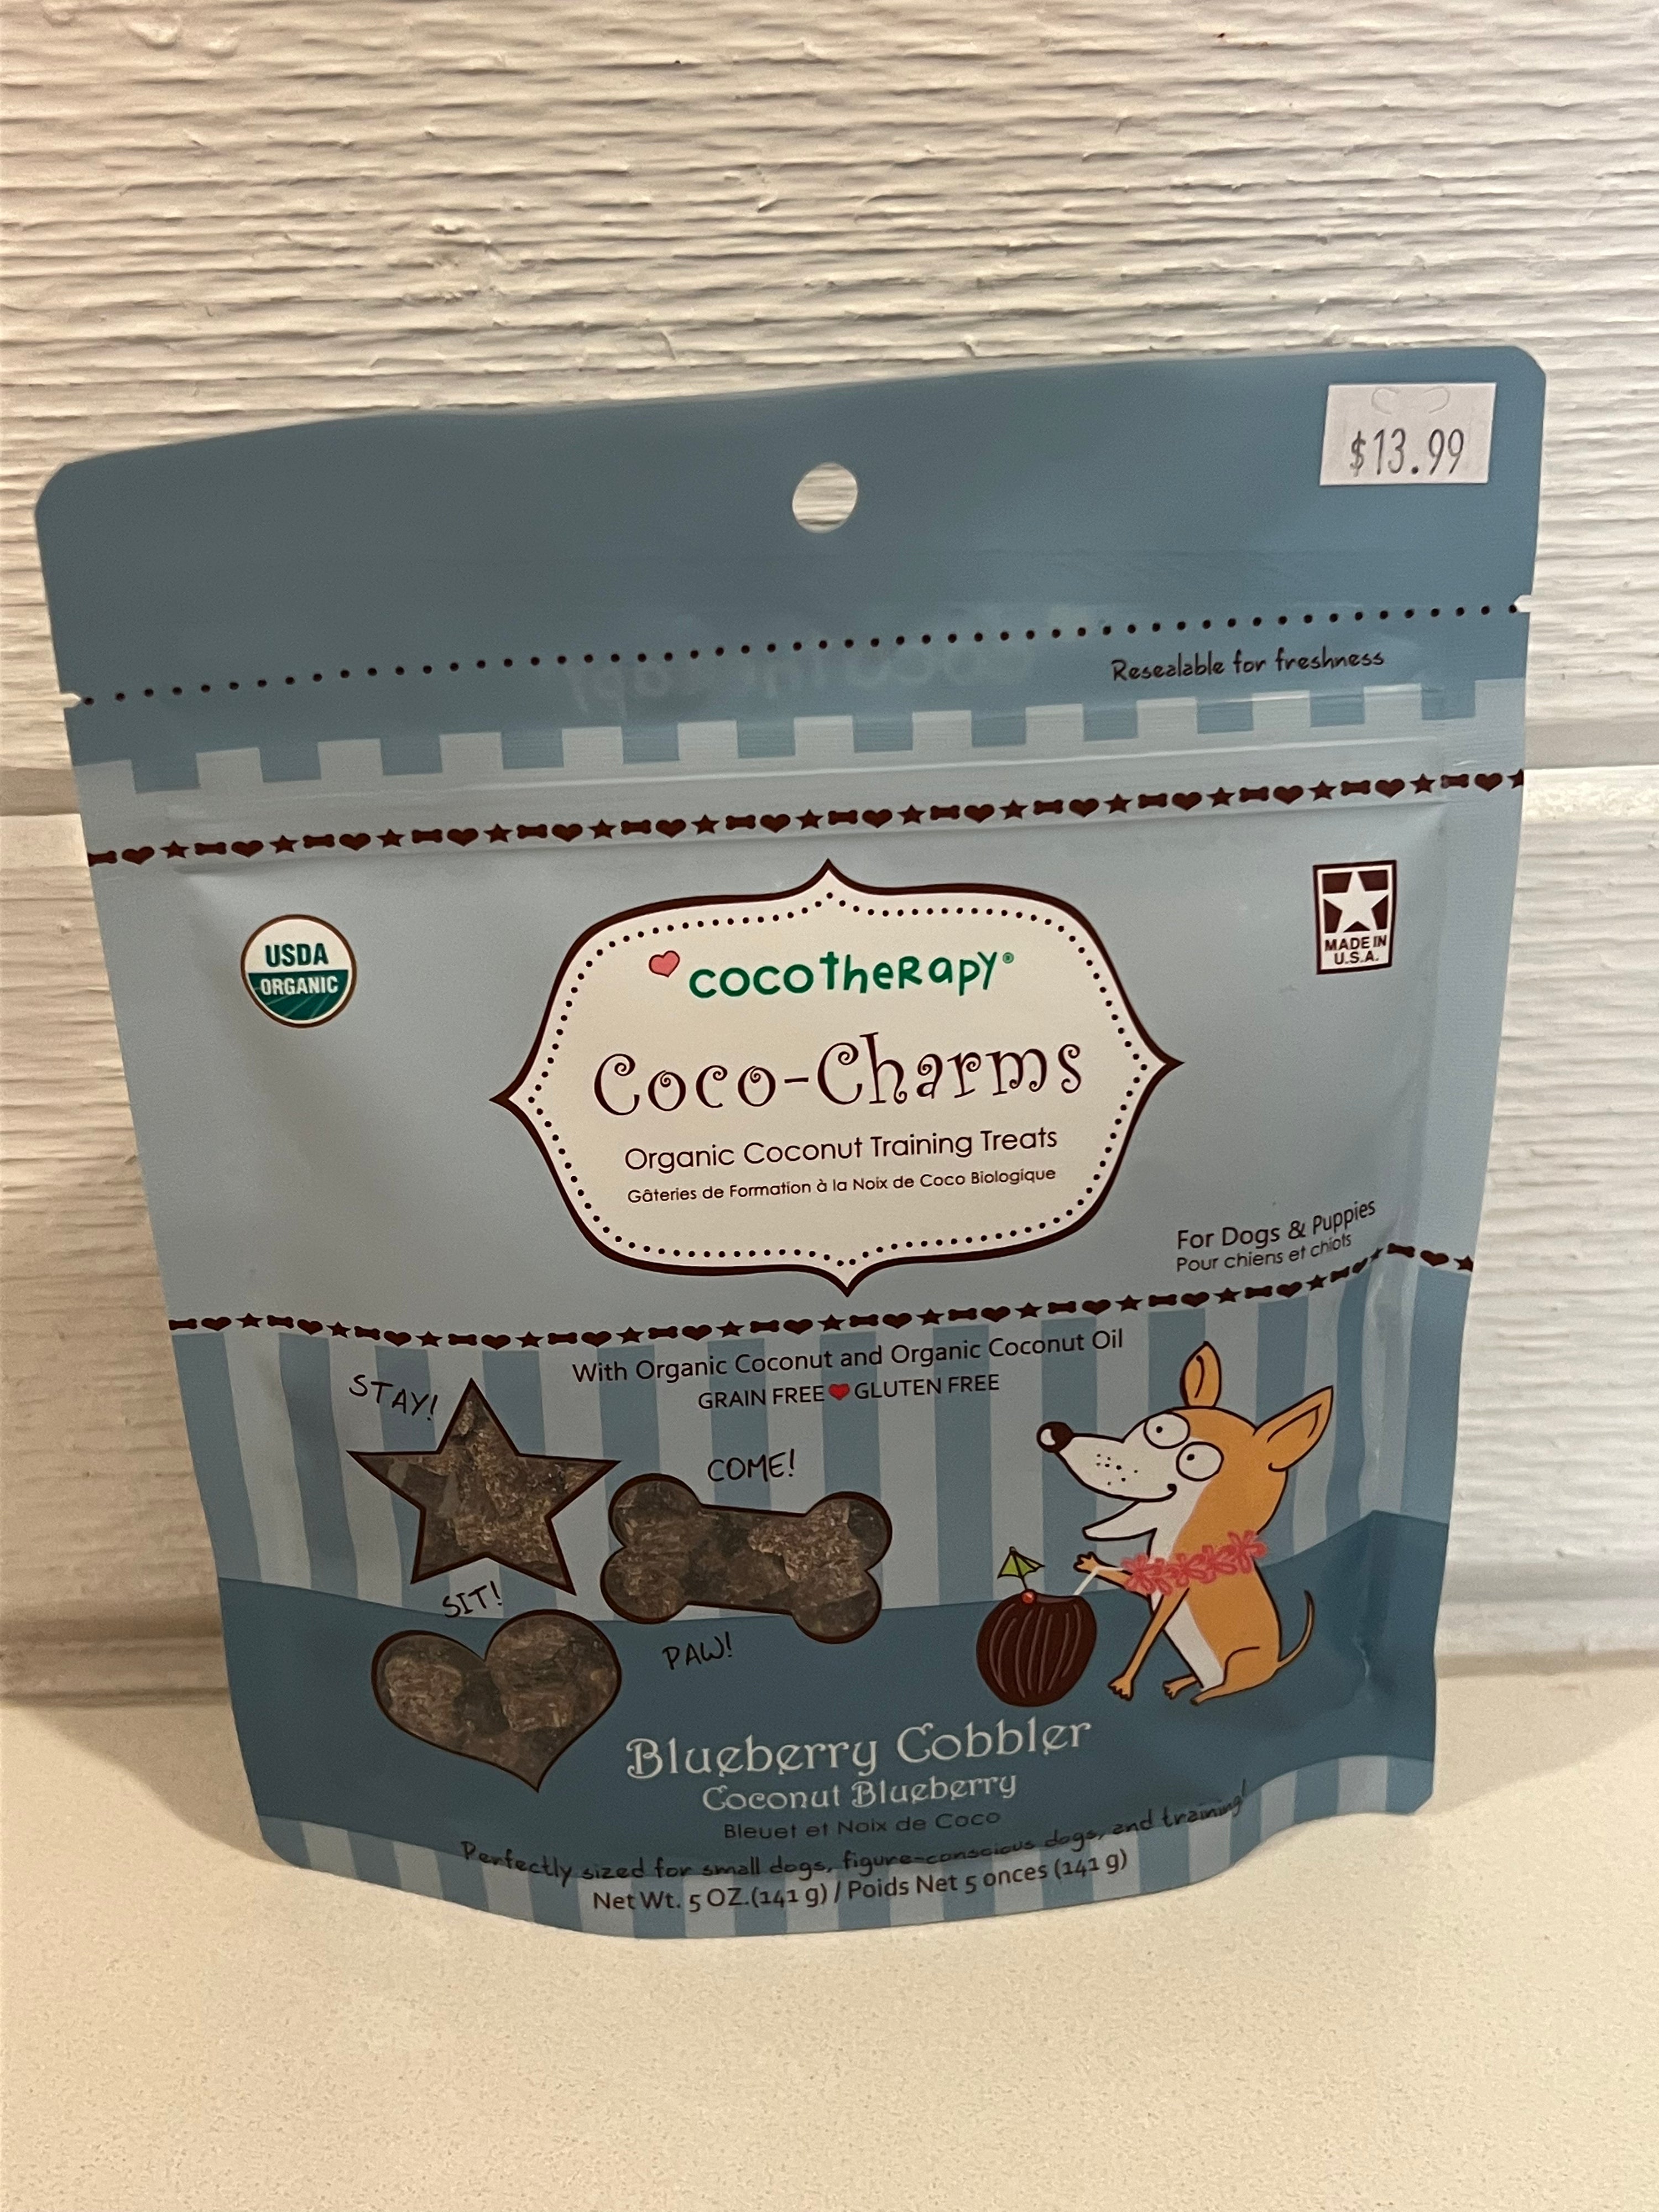 $13.99
Resealable for freshness
USDA
ORGANIC
MADE IN
U.S.A.
cocotherapy®
Coco-Charms
Organic Coconut Training Treats
Gâteries de Formation à la Noix de Coco Biologique
For Dogs & Puppies
Pour chiens et chiots
With Organic Coconut and Organic Coconut Oil
GRAIN FREE GLUTEN FREE
STAY!
COME!
SIT!
PAW!
Blueberry Cobbler
Coconut Blueberry
Bleuet et Noix de Coco
Perfectly sized for small dogs, figure-conscious dogs, and training!
Net Wt. 5 OZ.(141 g) / Poids Net 5 onces (141 g)